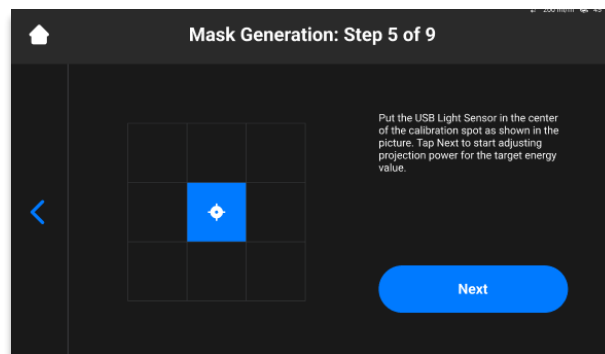 Mask Generation: Step 5 of 9
Put the USB Light Sensor in the center
of the calibration spot as shown in the
picture. Tap Next to start adjusting
projection power for the target energy
value.
Next